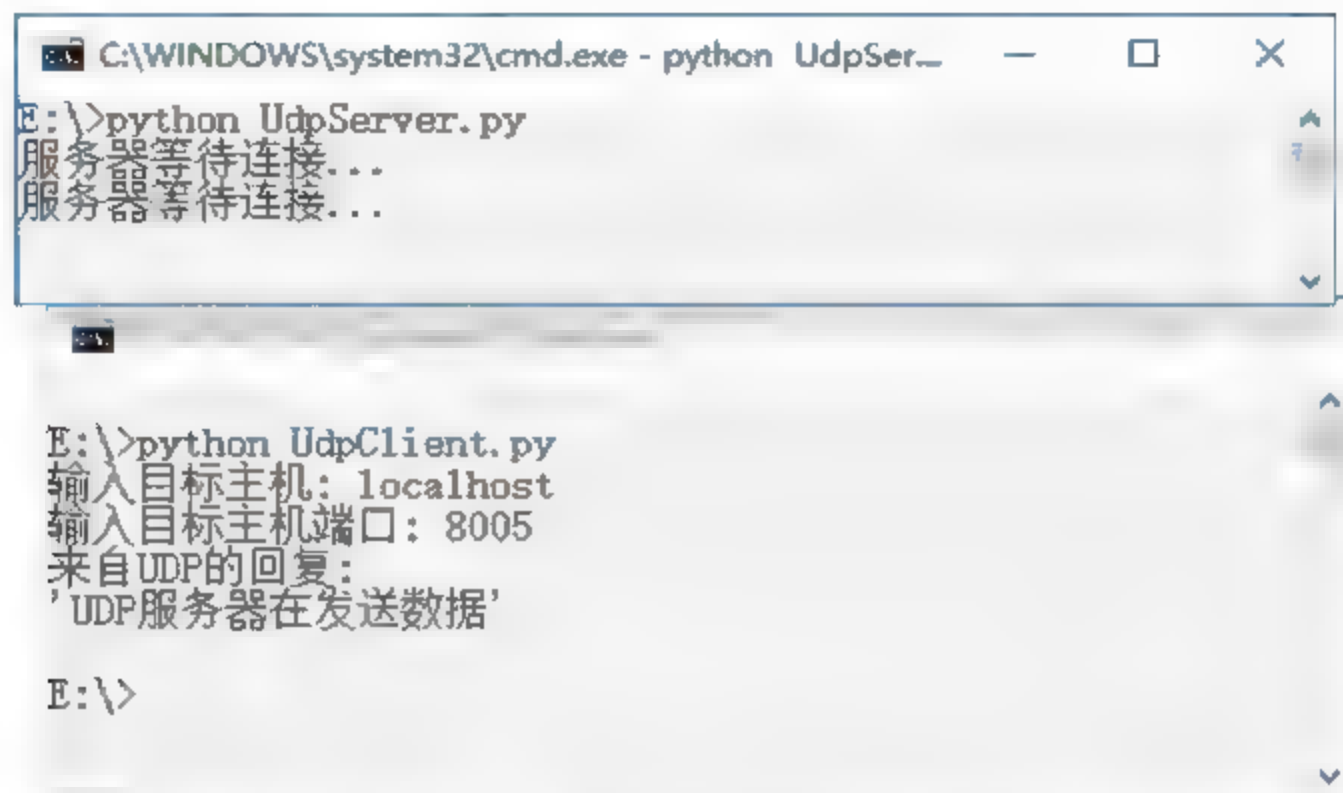 C:\WINDOWS\system32\cmd.exe - python  UdpSer...
E:\>python UdpServer.py
服务器等待连接...
服务器等待连接...
E:\>python UdpClient.py
输入目标主机: localhost
输入目标主机端口: 8005
来自UDP的回复:
'UDP服务器在发送数据'
E:\>